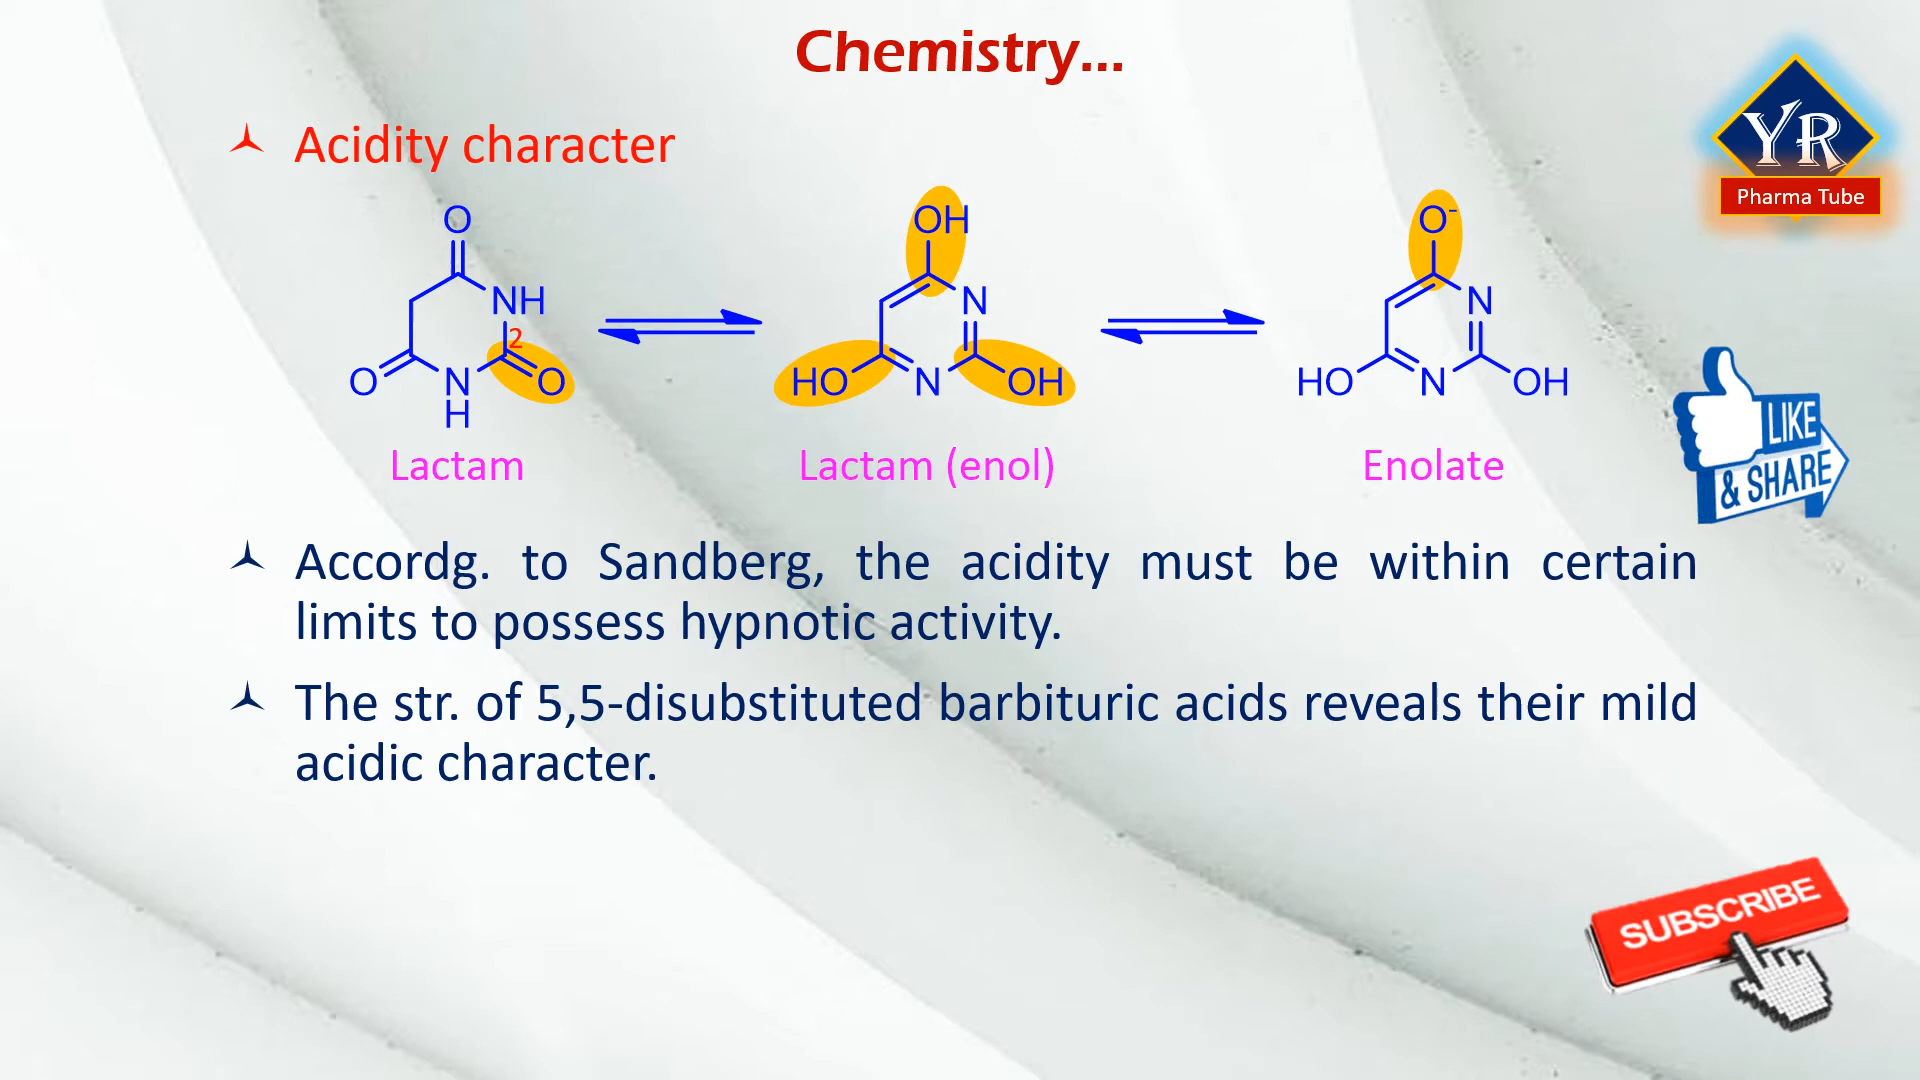 Chemistry...
YR
Pharma Tube
Acidity character
O
NH
2
O
O
N
H
OH
N
HO
N
OH
O-
N
HO
N
OH
Lactam
Lactam (enol)
Enolate
LIKE
& SHARE
Accordg. to Sandberg, the acidity must be within certain
limits to possess hypnotic activity.
The str. of 5,5-disubstituted barbituric acids reveals their mild
acidic character.
SUBSCRIBE